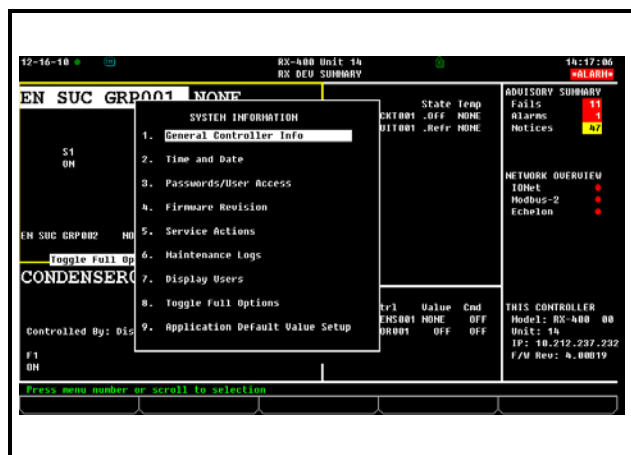 12-16-10
RX-400 Unit 14
14:17:06
RX DEV SUMMARY
*ALARM*
EN SUC GRP001 NONE
S1
ON
EN SUC GRP002 NO
Toggle Full Op
CONDENSER
Controlled By: Dis
F1
ON
SYSTEM INFORMATION
1. General Controller Info
2. Time and Date
3. Passwords/User Access
4. Firmware Revision
5. Service Actions
6. Maintenance Logs
7. Display Users
8. Toggle Full Options
9. Application Default Value Setup
State Temp
CKT001 .Off NONE
UIT001 .Refr NONE
trl Value Cmd
ENS001 NONE OFF
OR001 OFF OFF
ADVISORY SUMMARY
Fails 11
Alarms 1
Notices 47
NETWORK OVERVIEW
IONet
Modbus-2
Echelon
THIS CONTROLLER
Model: RX-400 00
Unit: 14
IP: 10.212.237.232
F/W Rev: 4.00B19
Press menu number or scroll to selection